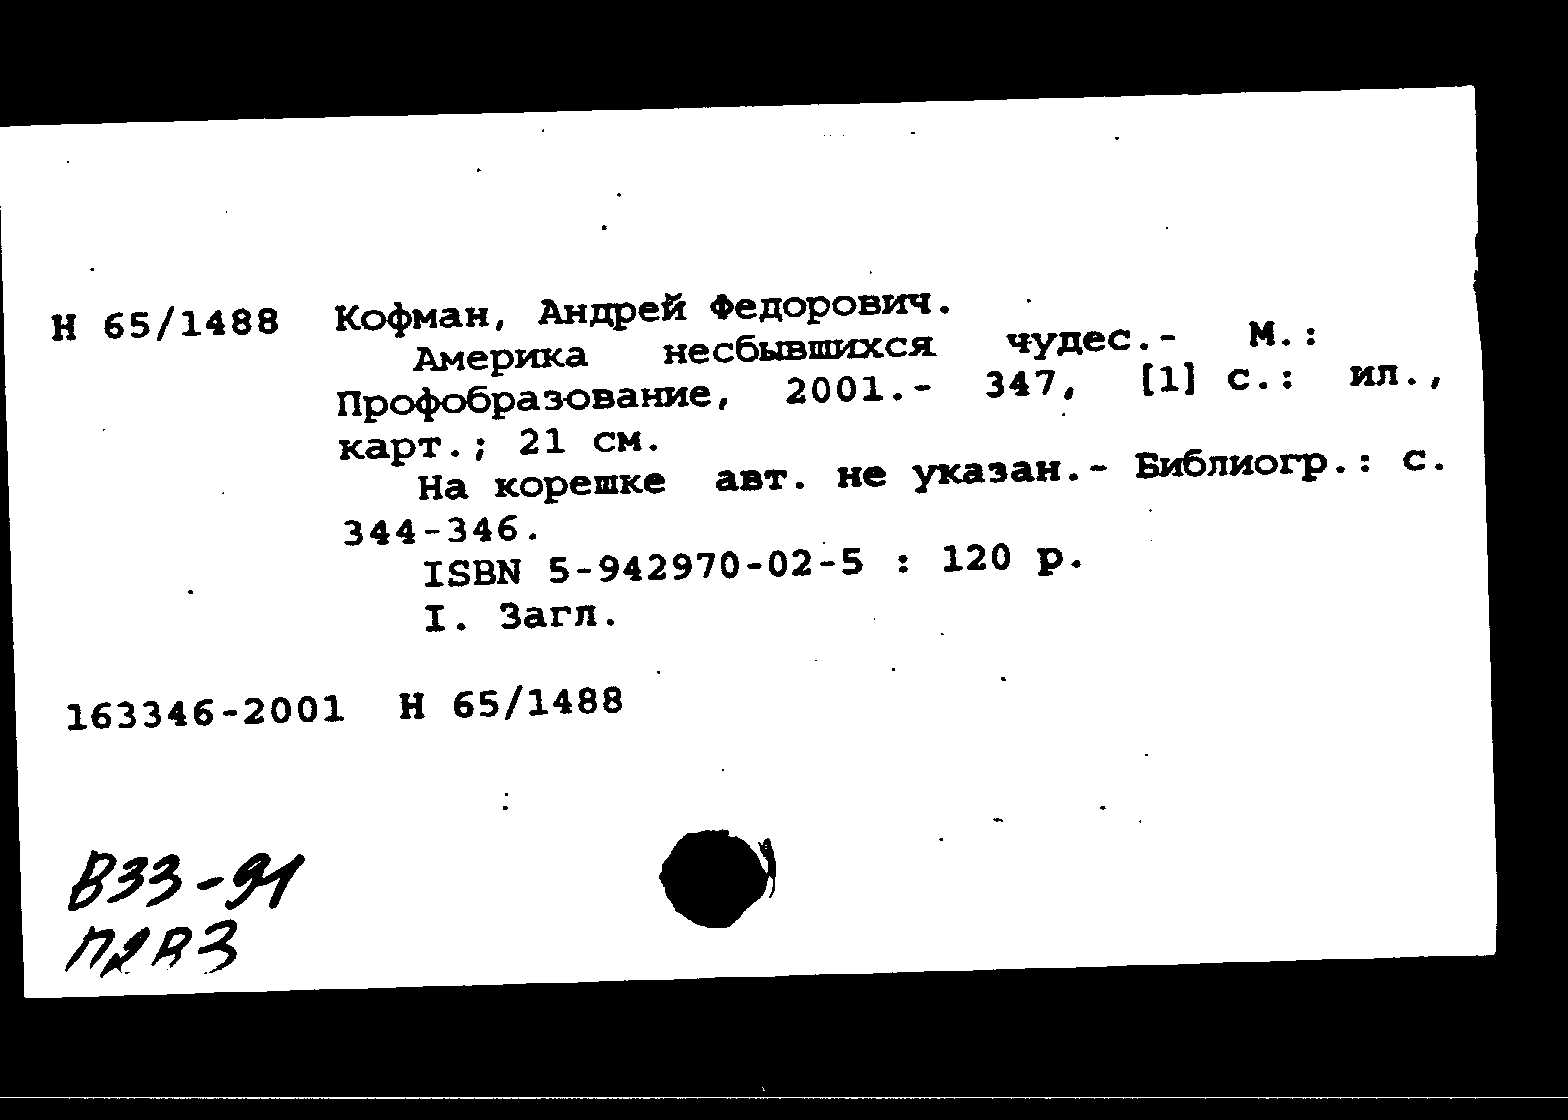 Н 65/1488 Кофман, Андрей Федорович.
Америка несбывшихся чудес.- М.:
Профобразование, 2001.- 347, [1] с.: ил.,
карт.; 21 см.
На корешке авт. не указан.- Библиогр.: с.
344-346.
ISBN 5-942970-02-5 : 120 р.
I. Загл.
163346-2001 Н 65/1488
В33-91
П2В3